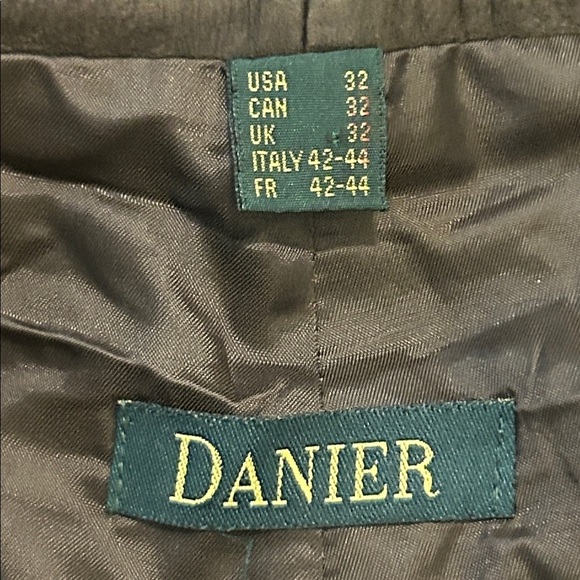 USA 32
CAN 32
UK 32
ITALY 42-44
FR 42-44
DANIER